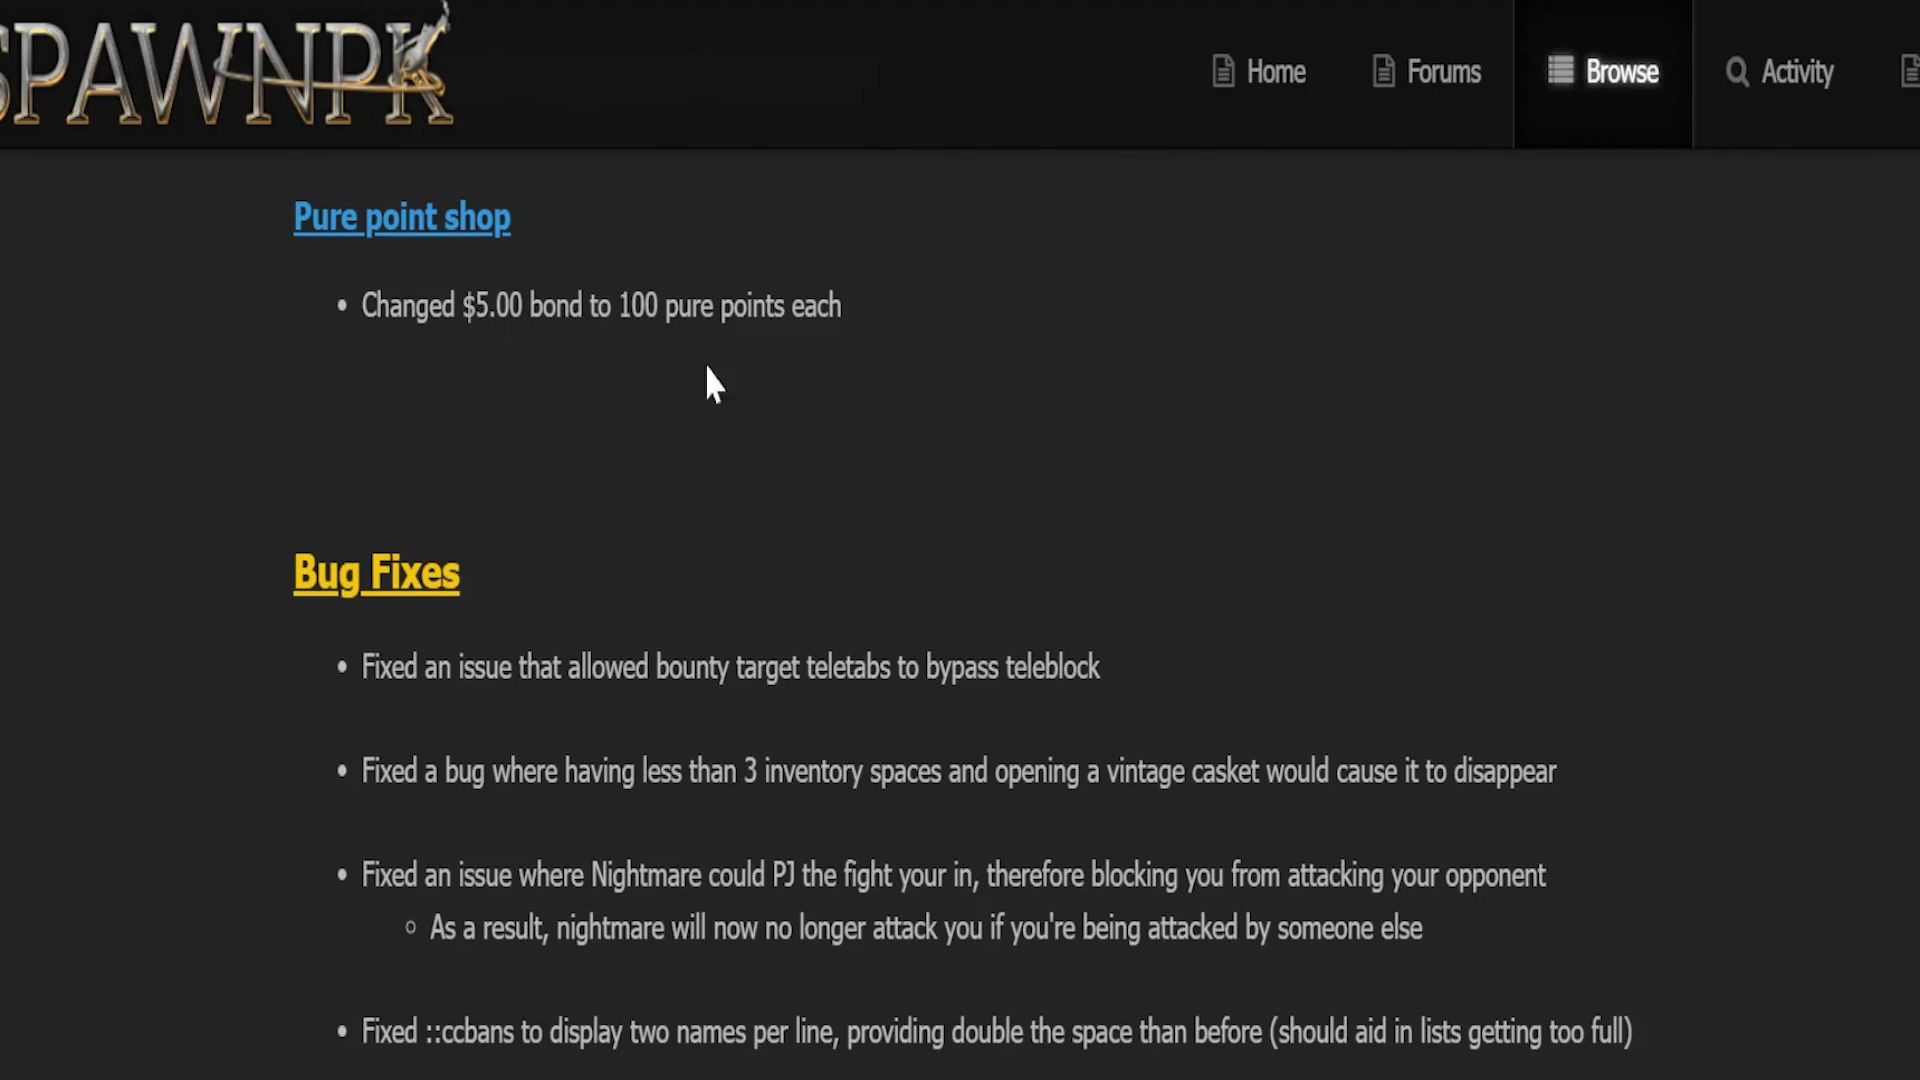 SPAWNPK
Home
Forums
Browse
Activity
Pure point shop
• Changed $5.00 bond to 100 pure points each
Bug Fixes
• Fixed an issue that allowed bounty target teletabs to bypass teleblock
• Fixed a bug where having less than 3 inventory spaces and opening a vintage casket would cause it to disappear
• Fixed an issue where Nightmare could PJ the fight your in, therefore blocking you from attacking your opponent
◦ As a result, nightmare will now no longer attack you if you're being attacked by someone else
• Fixed ::ccbans to display two names per line, providing double the space than before (should aid in lists getting too full)